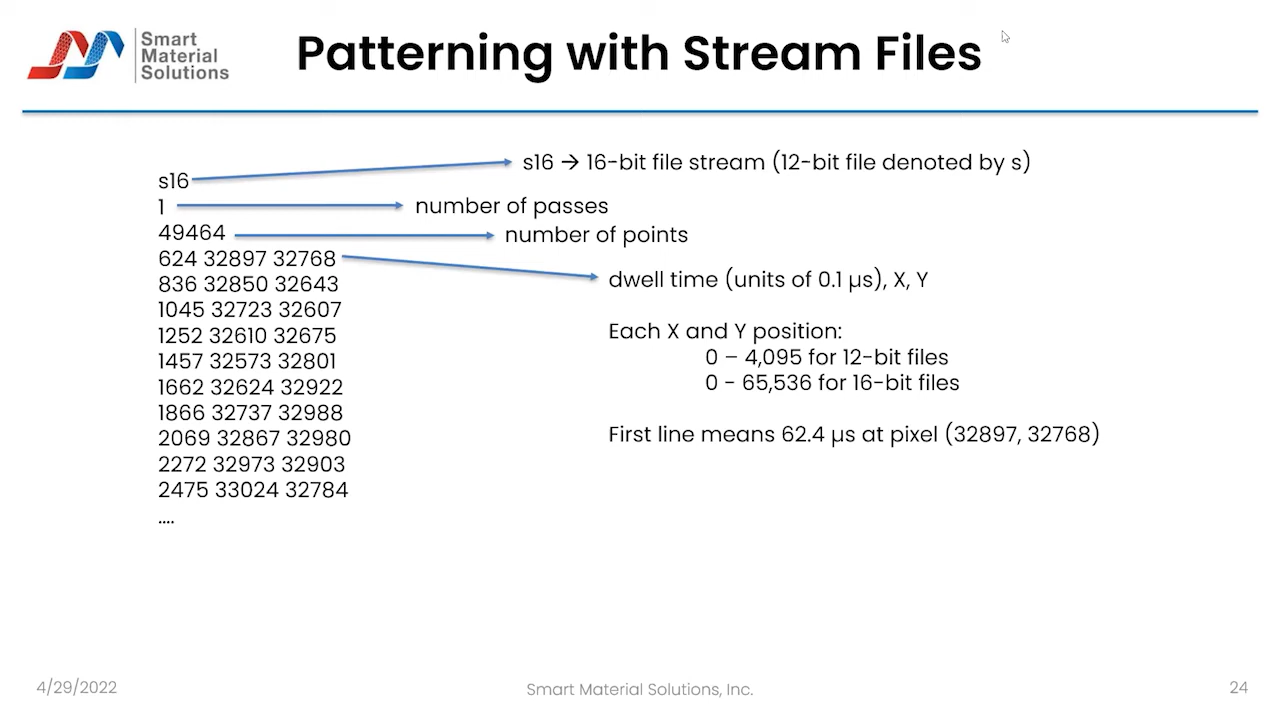 Smart
Material
Solutions
Patterning with Stream Files
s16
1
49464
624 32897 32768
836 32850 32643
1045 32723 32607
1252 32610 32675
1457 32573 32801
1662 32624 32922
1866 32737 32988
2069 32867 32980
2272 32973 32903
2475 33024 32784
....
s16 → 16-bit file stream (12-bit file denoted by s)
number of passes
number of points
dwell time (units of 0.1 µs), X, Y
Each X and Y position:
0 – 4,095 for 12-bit files
0 - 65,536 for 16-bit files
First line means 62.4 µs at pixel (32897, 32768)
4/29/2022
Smart Material Solutions, Inc.
24